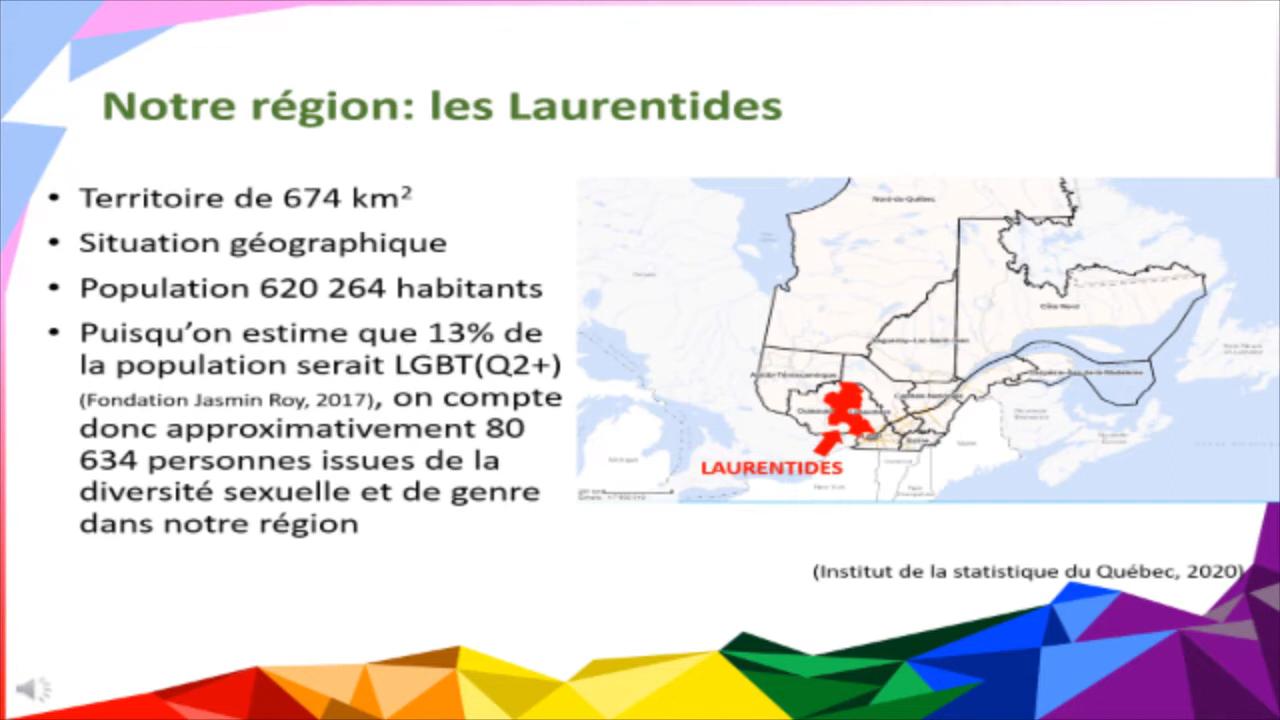 Notre région: les Laurentides
• Territoire de 674 km²
• Situation géographique
• Population 620 264 habitants
• Puisqu'on estime que 13% de
la population serait LGBT(Q2+)
(Fondation Jasmin Roy, 2017), on compte
donc approximativement 80
634 personnes issues de la
diversité sexuelle et de genre
dans notre région
Nord-du-Québec
Côte-Nord
LAURENTIDES
(Institut de la statistique du Québec, 2020)